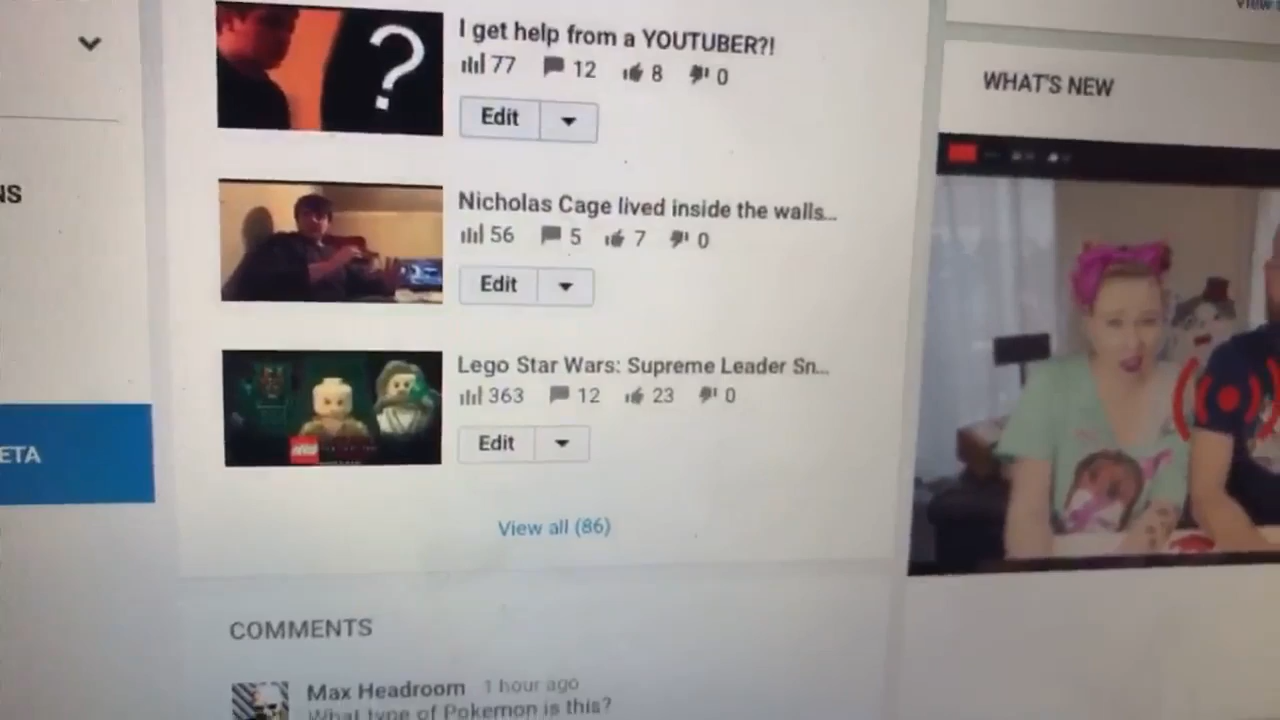 View
I get help from a YOUTUBER?!
77 12 8 0
Edit
Nicholas Cage lived inside the walls...
56 5 7 0
Edit
Lego Star Wars: Supreme Leader Sn...
363 12 23 0
Edit
View all (86)
COMMENTS
Max Headroom 1 hour ago
What type of Pokemon is this?
NS
ETA
WHAT'S NEW
?